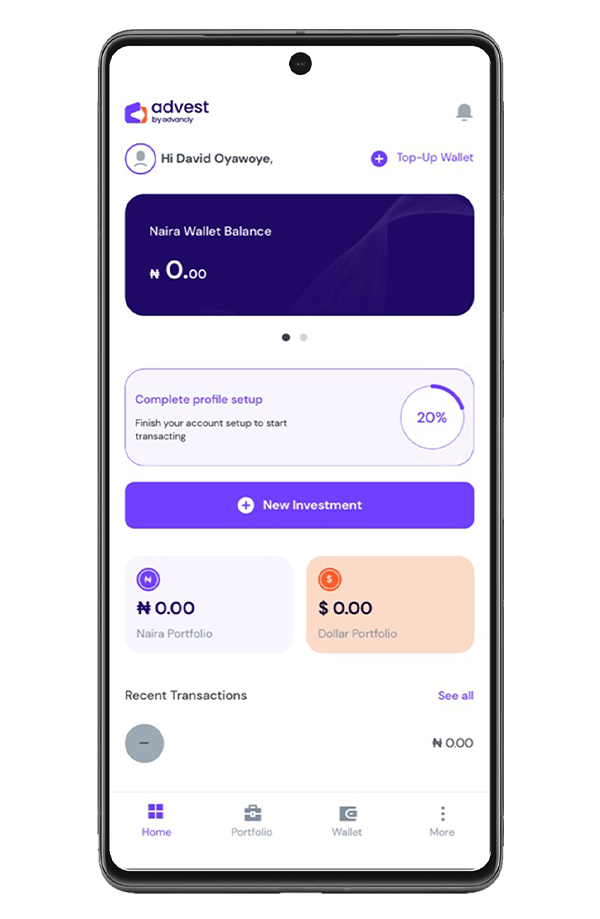 advest
by advancly
Hi David Oyawoye,
Top-Up Wallet
Naira Wallet Balance
₦ 0.00
Complete profile setup
Finish your account setup to start
transacting
20%
New Investment
N
₦ 0.00
Naira Portfolio
$
$ 0.00
Dollar Portfolio
Recent Transactions
See all
–
₦ 0.00
Home
Portfolio
Wallet
More